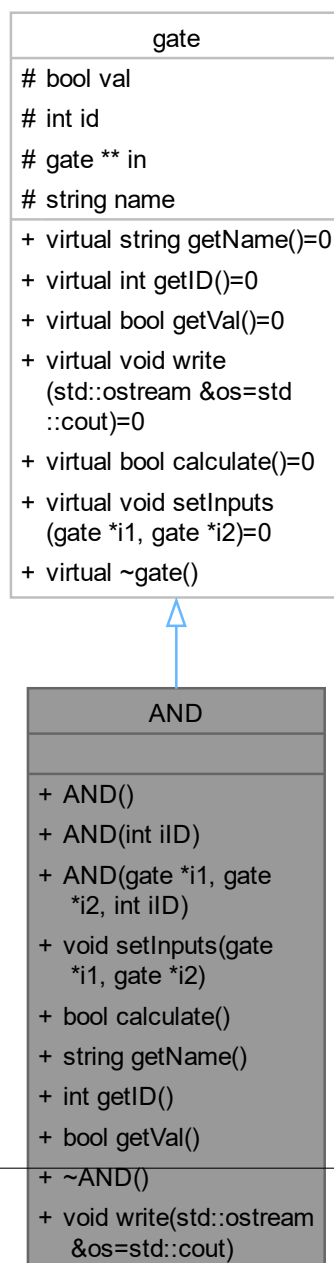 gate
# bool val
# int id
# gate ** in
# string name
+ virtual string getName()=0
+ virtual int getID()=0
+ virtual bool getVal()=0
+ virtual void write
(std::ostream &os=std
::cout)=0
+ virtual bool calculate()=0
+ virtual void setInputs
(gate *i1, gate *i2)=0
+ virtual ~gate()
AND
+ AND()
+ AND(int iID)
+ AND(gate *i1, gate
*i2, int iID)
+ void setInputs(gate
*i1, gate *i2)
+ bool calculate()
+ string getName()
+ int getID()
+ bool getVal()
+ ~AND()
+ void write(std::ostream
&os=std::cout)